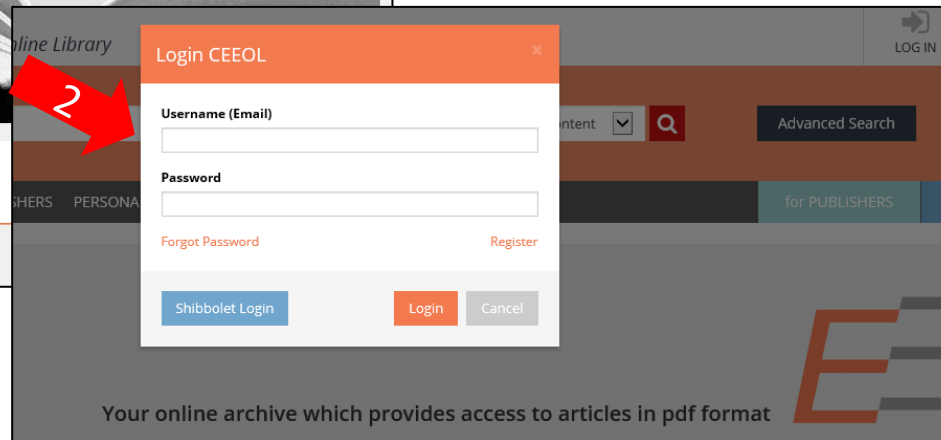 nline Library
LOG IN
Login CEEOL
×
2
Username (Email)
ntent
Advanced Search
Password
SHERS PERSONA
for PUBLISHERS
Forgot Password Register
Shibbolet Login Login Cancel
Your online archive which provides access to articles in pdf format